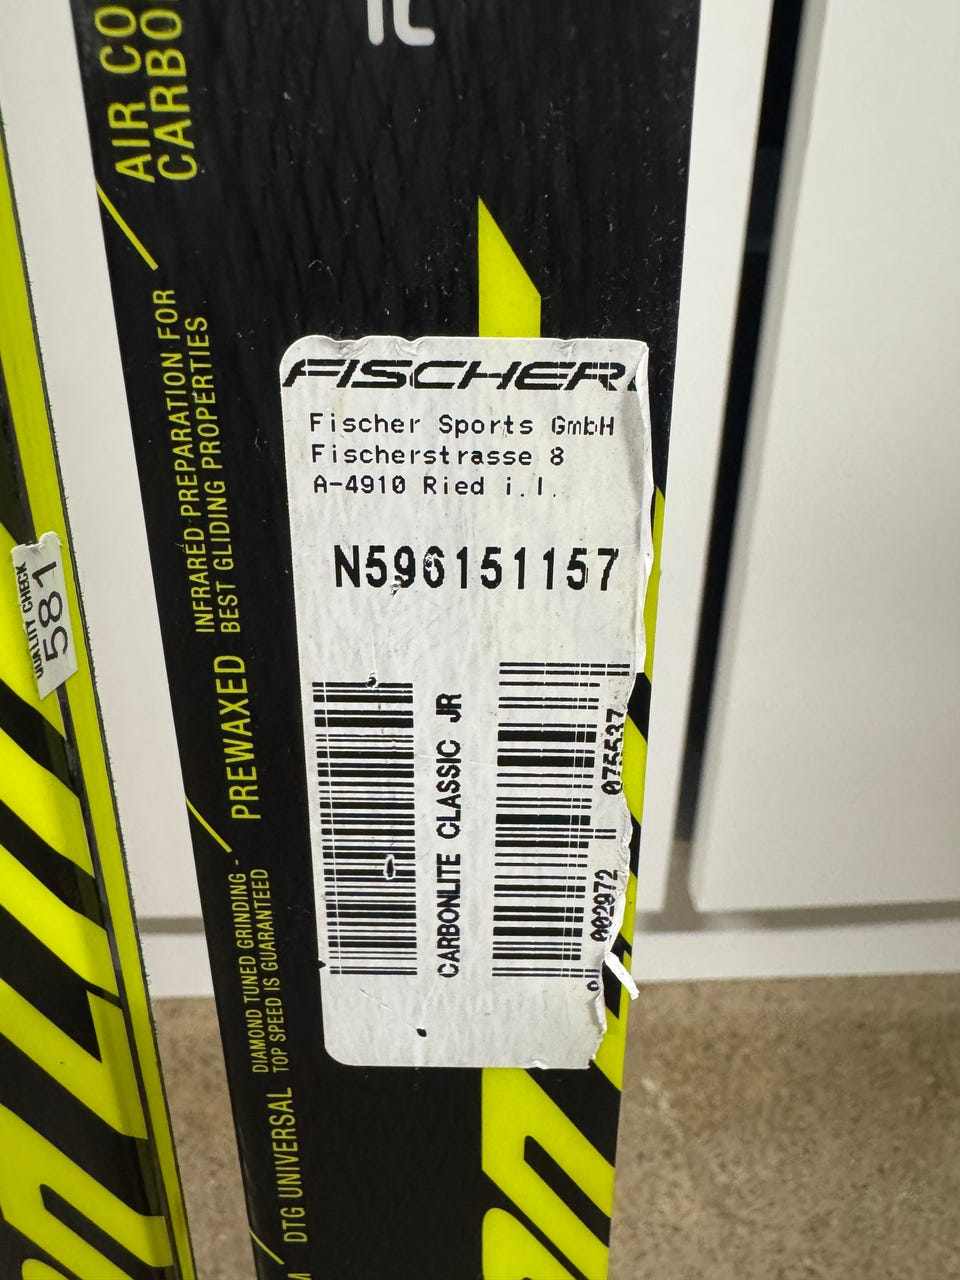 AIR CO
CARBO
INFRARED PREPARATION FOR
BEST GLIDING PROPERTIES
PREWAXED
DIAMOND TUNED GRINDING -
TOP SPEED IS GUARANTEED
DTG UNIVERSAL
QUALITY CHECK
581
FISCHER
Fischer Sports GmbH
Fischerstrasse 8
A-4910 Ried i.I.
N596151157
CARBONLITE CLASSIC JR
0 002972 075537